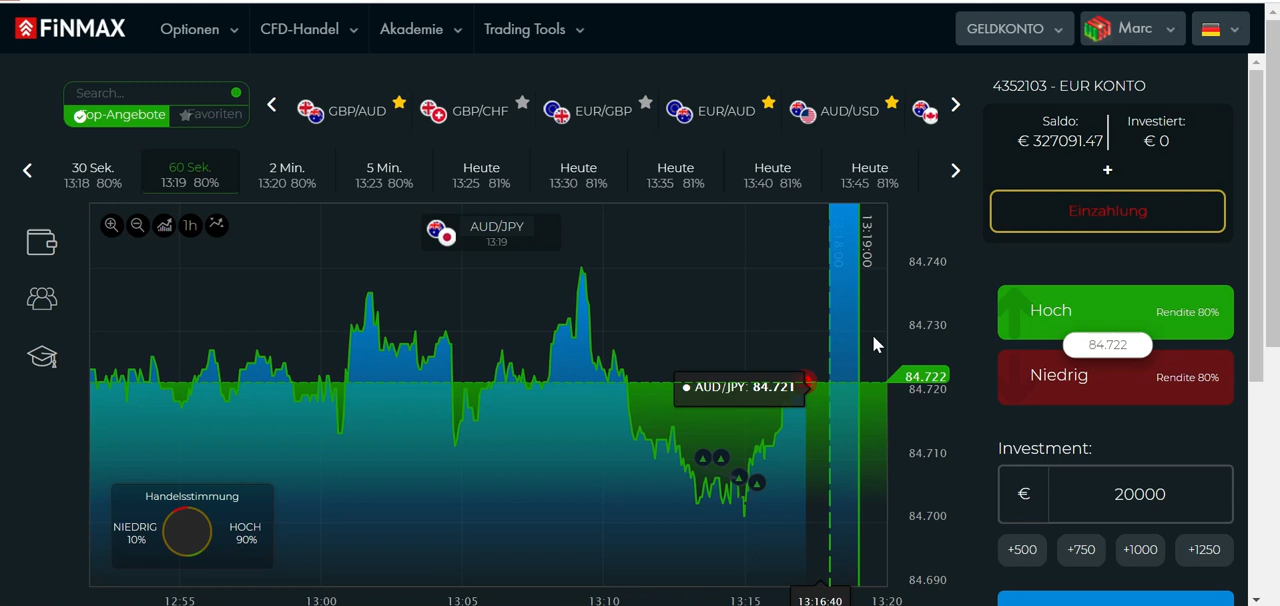 FiNMAX
Optionen
CFD-Handel
Akademie
Trading Tools
GELDKONTO
Marc
Search...
Top-Angebote
Favoriten
GBP/AUD
GBP/CHF
EUR/GBP
EUR/AUD
AUD/USD
4352103 - EUR KONTO
Saldo:
€ 327091.47
Investiert:
€ 0
+
Einzahlung
30 Sek.
13:18 80%
60 Sek.
13:19 80%
2 Min.
13:20 80%
5 Min.
13:23 80%
Heute
13:25 81%
Heute
13:30 81%
Heute
13:35 81%
Heute
13:40 81%
Heute
13:45 81%
1h
AUD/JPY
13:19
13:19:00
84.740
84.730
84.722
84.720
84.710
84.700
84.690
AUD/JPY: 84.721
Handelsstimmung
NIEDRIG
10%
HOCH
90%
12:55
13:00
13:05
13:10
13:15
13:16:40
13:20
Hoch
Rendite 80%
84.722
Niedrig
Rendite 80%
Investment:
€
20000
+500
+750
+1000
+1250